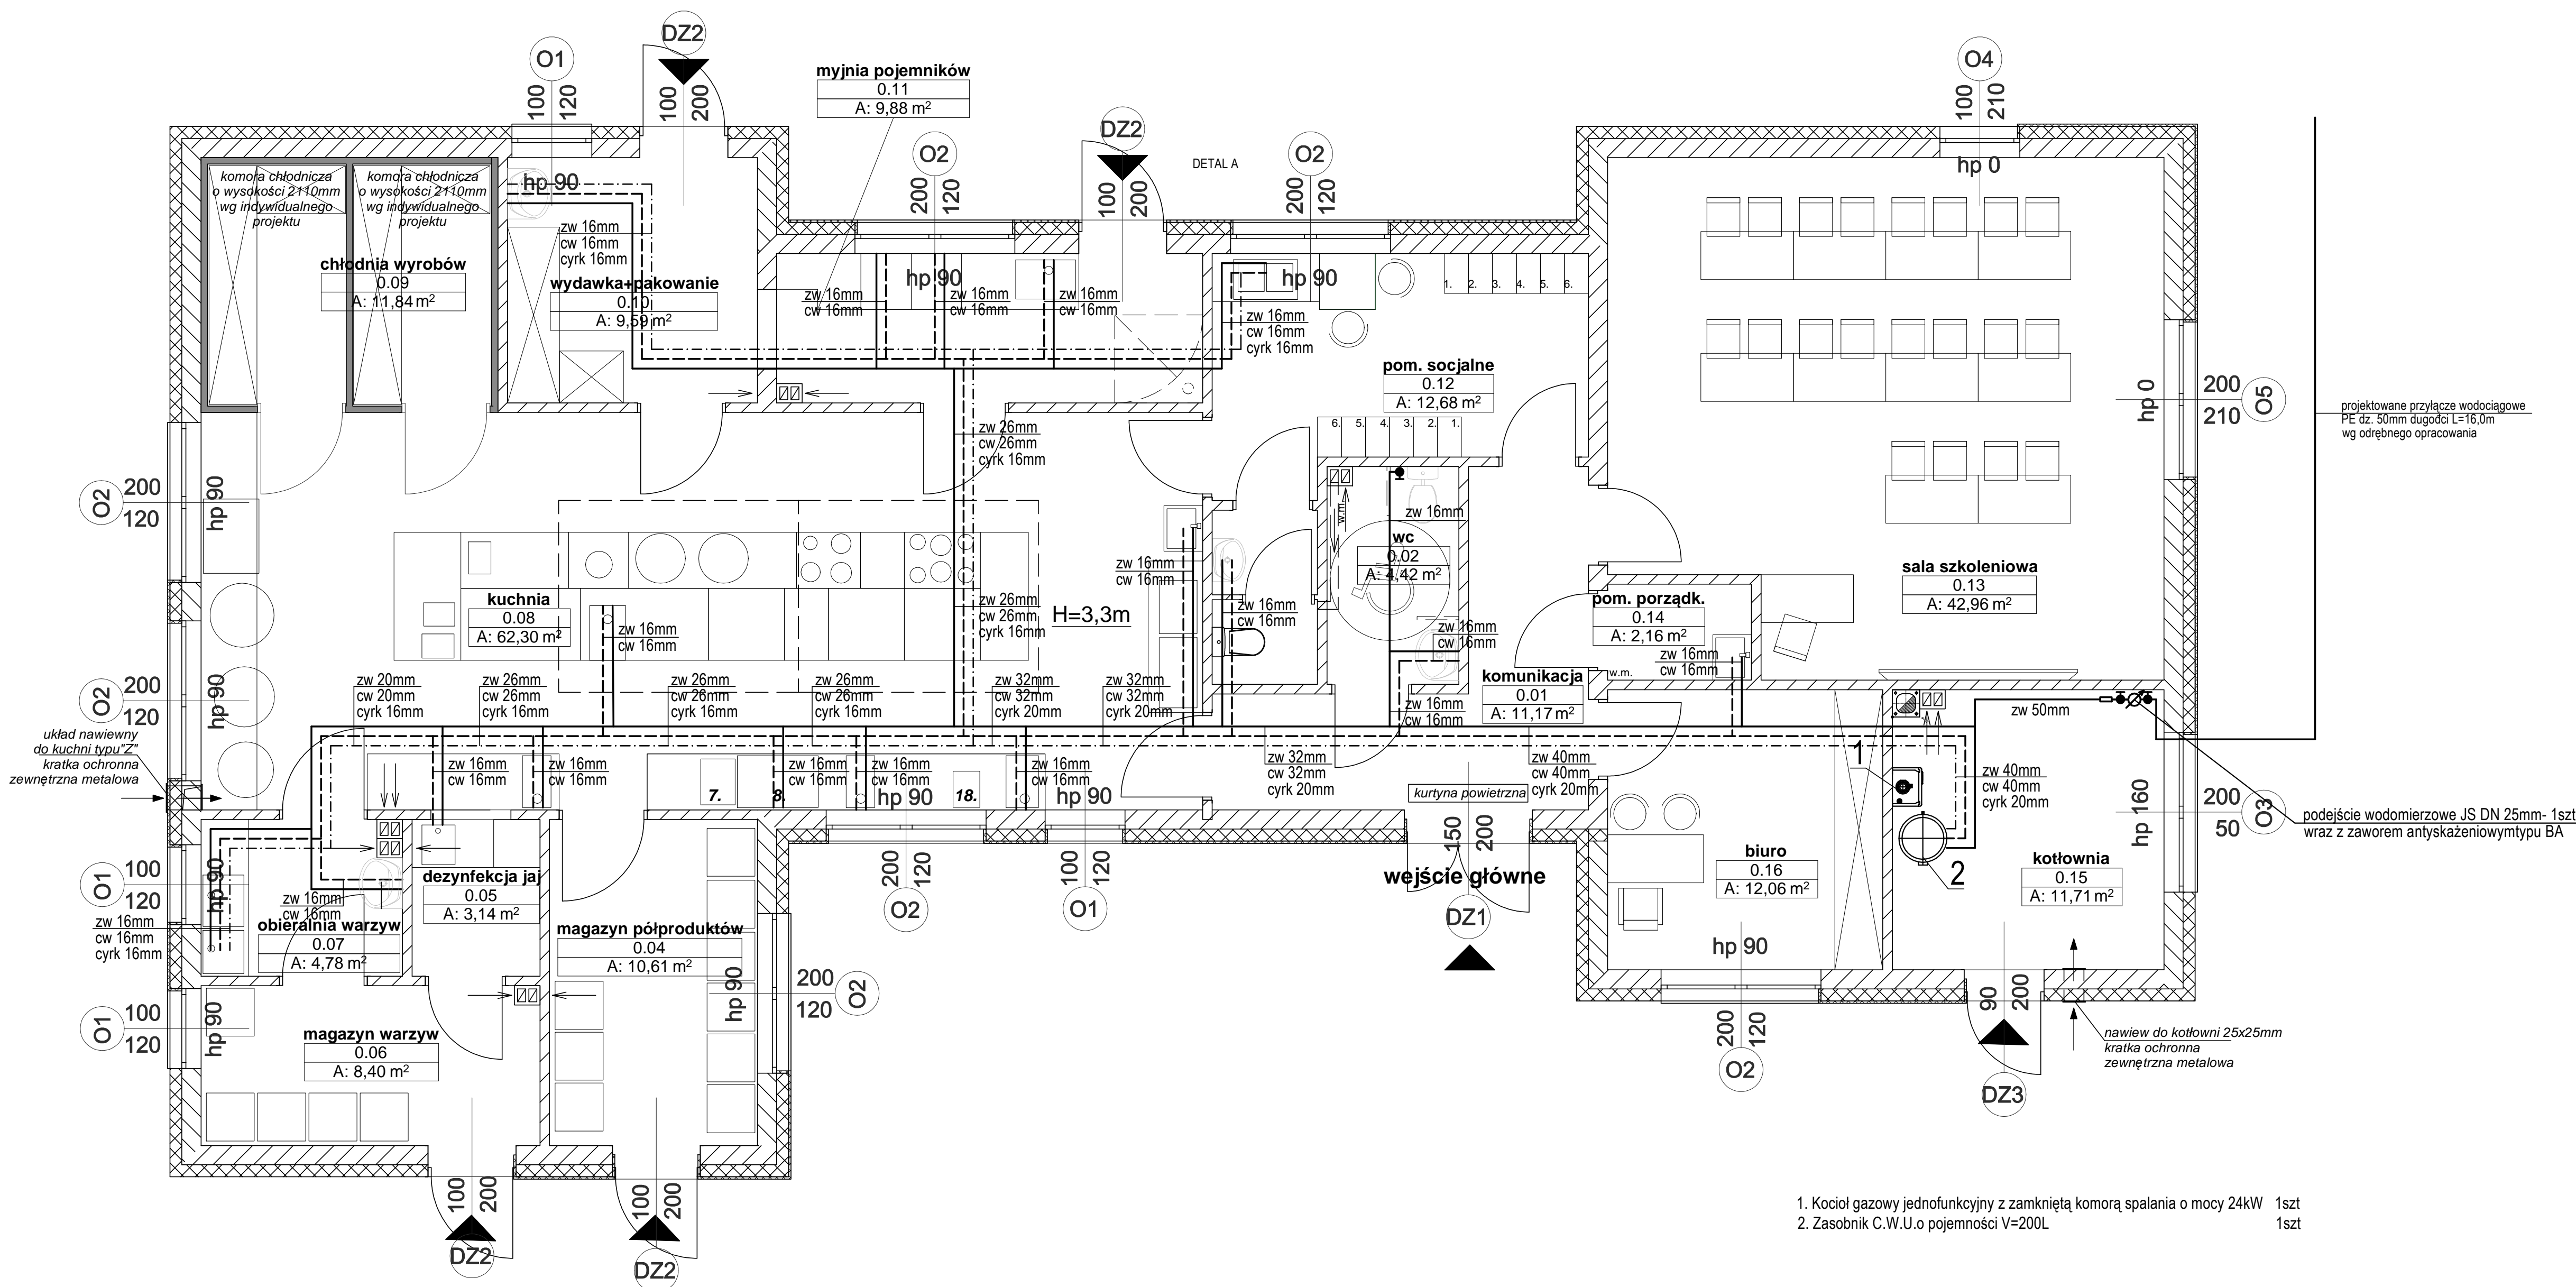 O1
100
120
DZ2
100
200
myjnia pojemników
0.11
A: 9,88 m²
DZ2
100
200
O2
200
120
DETAL A
O2
200
120
O4
100
210
hp 0
komora chłodnicza
o wysokości 2110mm
wg indywidualnego
projektu
komora chłodnicza
o wysokości 2110mm
wg indywidualnego
projektu
hp 90
zw 16mm
cw 16mm
cyrk 16mm
chłodnia wyrobów
0.09
A: 11,84 m²
wydawka+pakowanie
0.10
A: 9,59 m²
hp 90
zw 16mm
cw 16mm
zw 16mm
cw 16mm
zw 16mm
cw 16mm
hp 90
zw 16mm
cw 16mm
cyrk 16mm
1. 2. 3. 4. 5. 6.
pom. socjalne
0.12
A: 12,68 m²
6. 5. 4. 3. 2. 1.
hp 0
200
210
O5
projektowane przyłącze wodociągowe
PE dz. 50mm dugodci L=16,0m
wg odrębnego opracowania
zw 26mm
cw 26mm
cyrk 16mm
O2
200
120
hp 90
w.m.
zw 16mm
wc
0.02
A: 4,42 m²
zw 16mm
cw 16mm
sala szkoleniowa
0.13
A: 42,96 m²
kuchnia
0.08
A: 62,30 m²
zw 16mm
cw 16mm
zw 26mm
cw 26mm
cyrk 16mm
H=3,3m
zw 16mm
cw 16mm
zw 16mm
cw 16mm
pom. porządk.
0.14
A: 2,16 m²
zw 16mm
cw 16mm
w.m.
O2
200
120
hp 90
zw 20mm
cw 20mm
cyrk 16mm
zw 26mm
cw 26mm
cyrk 16mm
zw 26mm
cw 26mm
cyrk 16mm
zw 26mm
cw 26mm
cyrk 16mm
zw 32mm
cw 32mm
cyrk 20mm
zw 32mm
cw 32mm
cyrk 20mm
komunikacja
0.01
A: 11,17 m²
zw 16mm
cw 16mm
zw 50mm
układ nawiewny
do kuchni typu"Z"
kratka ochronna
zewnętrzna metalowa
zw 16mm
cw 16mm
zw 16mm
cw 16mm
zw 16mm
cw 16mm
zw 16mm
cw 16mm
zw 16mm
cw 16mm
7.
8.
18.
hp 90
hp 90
zw 32mm
cw 32mm
cyrk 20mm
zw 40mm
cw 40mm
cyrk 20mm
kurtyna powietrzna
1
zw 40mm
cw 40mm
cyrk 20mm
hp 160
200
50
O3
podejście wodomierzowe JS DN 25mm- 1szt
wraz z zaworem antyskażeniowymtypu BA
O1
100
120
hp 90
zw 16mm
cw 16mm
cyrk 16mm
zw 16mm
cw 16mm
obieralnia warzyw
0.07
A: 4,78 m²
dezynfekcja jaj
0.05
A: 3,14 m²
magazyn półproduktów
0.04
A: 10,61 m²
hp 90
200
120
O2
200
120
O2
100
120
O1
150
200
wejście główne
DZ1
biuro
0.16
A: 12,06 m²
hp 90
2
kotłownia
0.15
A: 11,71 m²
O1
100
120
hp 90
magazyn warzyw
0.06
A: 8,40 m²
200
120
O2
90
200
DZ3
nawiew do kotłowni 25x25mm
kratka ochronna
zewnętrzna metalowa
100
200
DZ2
100
200
DZ2
1. Kocioł gazowy jednofunkcyjny z zamkniętą komorą spalania o mocy 24kW 1szt
2. Zasobnik C.W.U.o pojemności V=200L 1szt